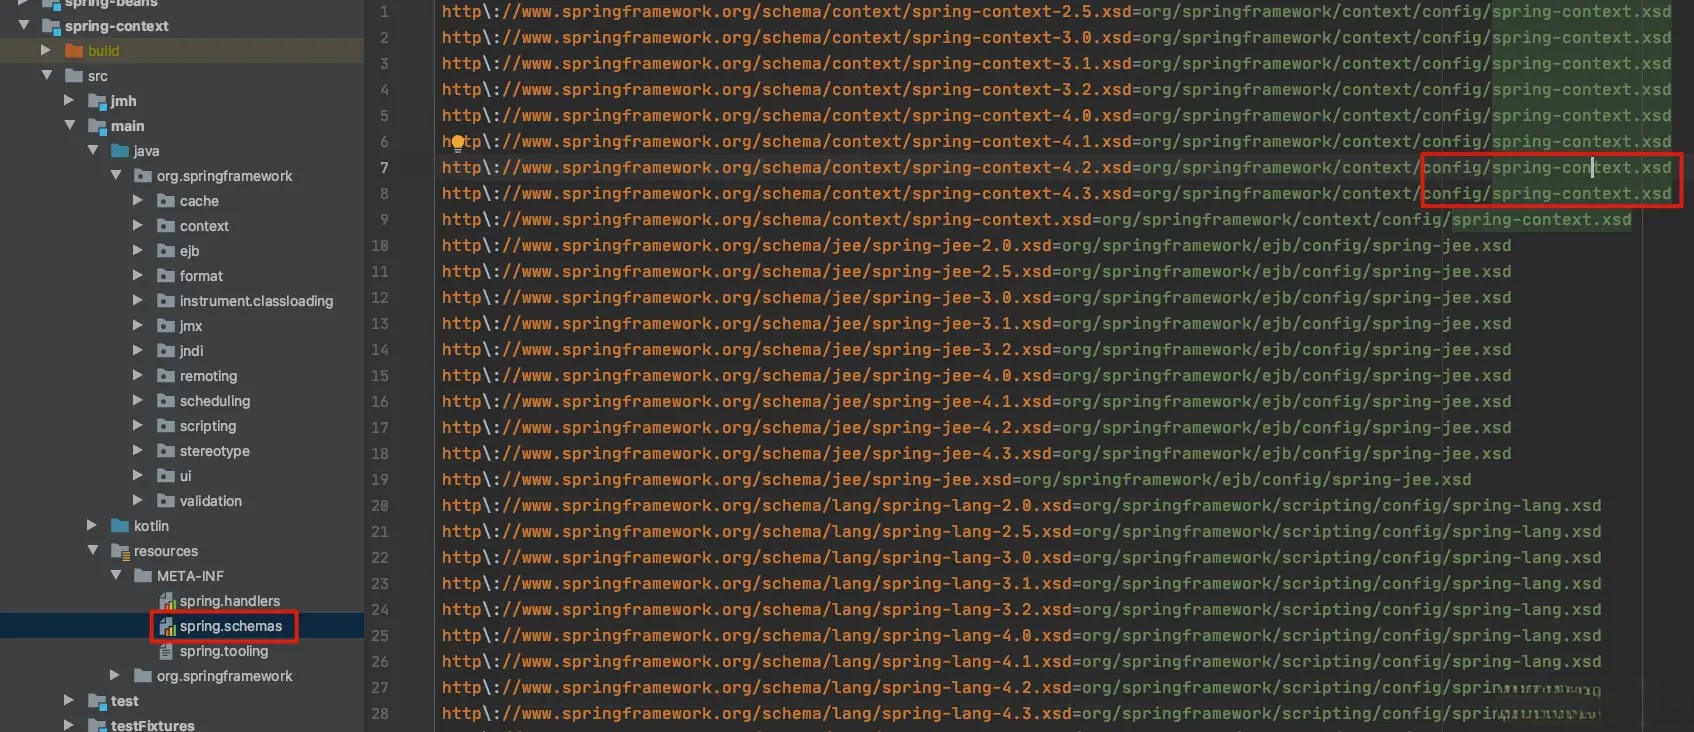 spring-beans
spring-context
build
src
jmh
main
java
org.springframework
cache
context
ejb
format
instrument.classloading
jmx
jndi
remoting
scheduling
scripting
stereotype
ui
validation
kotlin
resources
META-INF
spring.handlers
spring.schemas
spring.tooling
org.springframework
test
testFixtures
1 http\://www.springframework.org/schema/context/spring-context-2.5.xsd=org/springframework/context/config/spring-context.xsd
2 http\://www.springframework.org/schema/context/spring-context-3.0.xsd=org/springframework/context/config/spring-context.xsd
3 http\://www.springframework.org/schema/context/spring-context-3.1.xsd=org/springframework/context/config/spring-context.xsd
4 http\://www.springframework.org/schema/context/spring-context-3.2.xsd=org/springframework/context/config/spring-context.xsd
5 http\://www.springframework.org/schema/context/spring-context-4.0.xsd=org/springframework/context/config/spring-context.xsd
6 http\://www.springframework.org/schema/context/spring-context-4.1.xsd=org/springframework/context/config/spring-context.xsd
7 http\://www.springframework.org/schema/context/spring-context-4.2.xsd=org/springframework/context/config/spring-context.xsd
8 http\://www.springframework.org/schema/context/spring-context-4.3.xsd=org/springframework/context/config/spring-context.xsd
9 http\://www.springframework.org/schema/context/spring-context.xsd=org/springframework/context/config/spring-context.xsd
10 http\://www.springframework.org/schema/jee/spring-jee-2.0.xsd=org/springframework/ejb/config/spring-jee.xsd
11 http\://www.springframework.org/schema/jee/spring-jee-2.5.xsd=org/springframework/ejb/config/spring-jee.xsd
12 http\://www.springframework.org/schema/jee/spring-jee-3.0.xsd=org/springframework/ejb/config/spring-jee.xsd
13 http\://www.springframework.org/schema/jee/spring-jee-3.1.xsd=org/springframework/ejb/config/spring-jee.xsd
14 http\://www.springframework.org/schema/jee/spring-jee-3.2.xsd=org/springframework/ejb/config/spring-jee.xsd
15 http\://www.springframework.org/schema/jee/spring-jee-4.0.xsd=org/springframework/ejb/config/spring-jee.xsd
16 http\://www.springframework.org/schema/jee/spring-jee-4.1.xsd=org/springframework/ejb/config/spring-jee.xsd
17 http\://www.springframework.org/schema/jee/spring-jee-4.2.xsd=org/springframework/ejb/config/spring-jee.xsd
18 http\://www.springframework.org/schema/jee/spring-jee-4.3.xsd=org/springframework/ejb/config/spring-jee.xsd
19 http\://www.springframework.org/schema/jee/spring-jee.xsd=org/springframework/ejb/config/spring-jee.xsd
20 http\://www.springframework.org/schema/lang/spring-lang-2.0.xsd=org/springframework/scripting/config/spring-lang.xsd
21 http\://www.springframework.org/schema/lang/spring-lang-2.5.xsd=org/springframework/scripting/config/spring-lang.xsd
22 http\://www.springframework.org/schema/lang/spring-lang-3.0.xsd=org/springframework/scripting/config/spring-lang.xsd
23 http\://www.springframework.org/schema/lang/spring-lang-3.1.xsd=org/springframework/scripting/config/spring-lang.xsd
24 http\://www.springframework.org/schema/lang/spring-lang-3.2.xsd=org/springframework/scripting/config/spring-lang.xsd
25 http\://www.springframework.org/schema/lang/spring-lang-4.0.xsd=org/springframework/scripting/config/spring-lang.xsd
26 http\://www.springframework.org/schema/lang/spring-lang-4.1.xsd=org/springframework/scripting/config/spring-lang.xsd
27 http\://www.springframework.org/schema/lang/spring-lang-4.2.xsd=org/springframework/scripting/config/
28 http\://www.springframework.org/schema/lang/spring-lang-4.3.xsd=org/springframework/scripting/config/